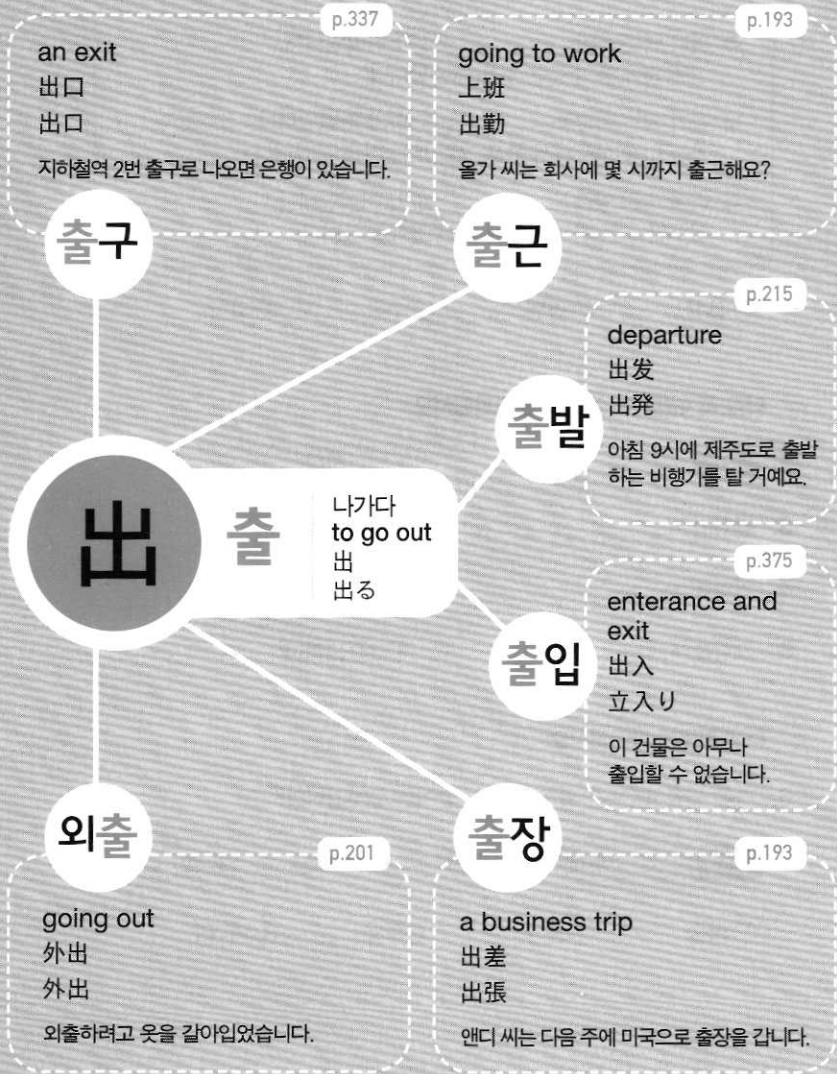 p.337
an exit
出口
出口
지하철역 2번 출구로 나오면 은행이 있습니다.
출구
p.193
going to work
上班
出勤
올가 씨는 회사에 몇 시까지 출근해요?
출근
p.215
departure
出发
出発
아침 9시에 제주도로 출발
하는 비행기를 탈 거예요.
출발
出
출
나가다
to go out
出
出る
p.375
enterance and
exit
出入
立入り
이 건물은 아무나
출입할 수 없습니다.
출입
외출
p.201
going out
外出
外出
외출하려고 옷을 갈아입었습니다.
출장
p.193
a business trip
出差
出張
앤디 씨는 다음 주에 미국으로 출장을 갑니다.